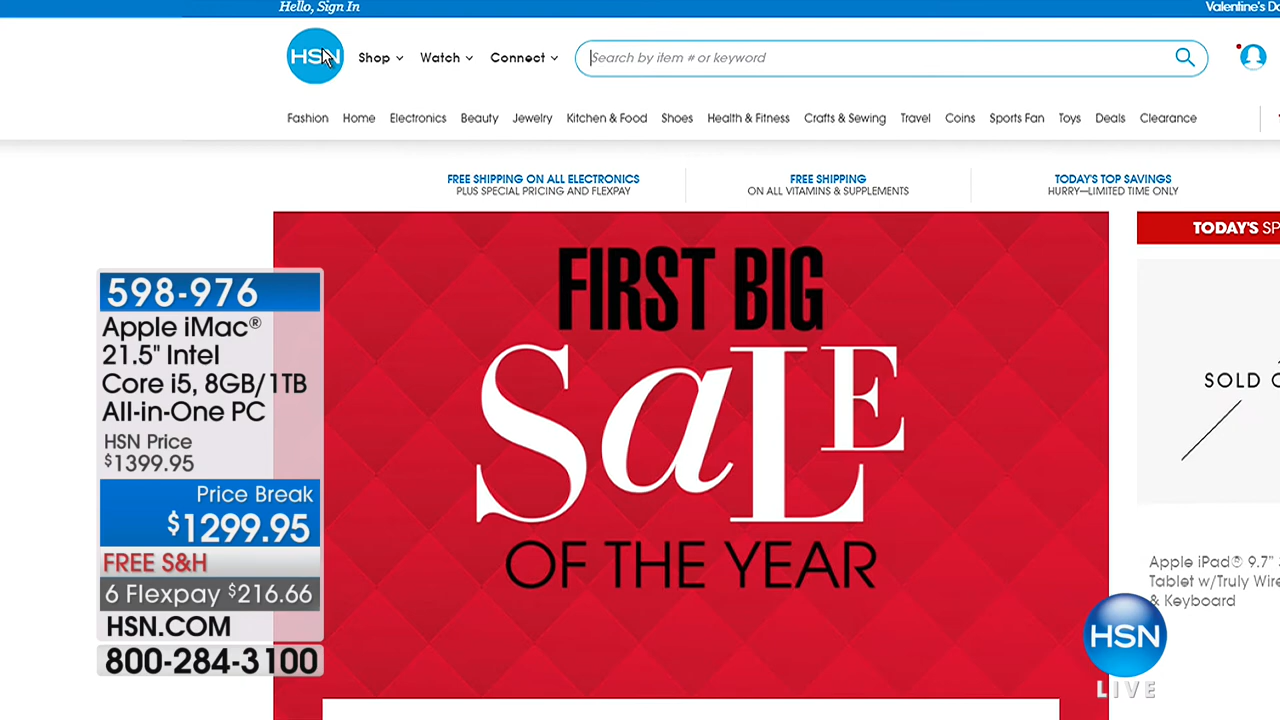 Hello, Sign In
Valentine's Da
HSN
Shop
Watch
Connect
Search by item # or keyword
Fashion
Home
Electronics
Beauty
Jewelry
Kitchen & Food
Shoes
Health & Fitness
Crafts & Sewing
Travel
Coins
Sports Fan
Toys
Deals
Clearance
FREE SHIPPING ON ALL ELECTRONICS
PLUS SPECIAL PRICING AND FLEXPAY
FREE SHIPPING
ON ALL VITAMINS & SUPPLEMENTS
TODAY'S TOP SAVINGS
HURRY—LIMITED TIME ONLY
FIRST BIG
SaLE
OF THE YEAR
TODAY'S SP
SOLD
Apple iPad® 9.7"
Tablet w/Truly Wire
& Keyboard
598-976
Apple iMac®
21.5" Intel
Core i5, 8GB/1TB
All-in-One PC
HSN Price
$1399.95
Price Break
$1299.95
FREE S&H
6 Flexpay $216.66
HSN.COM
800-284-3100
HSN
LIVE